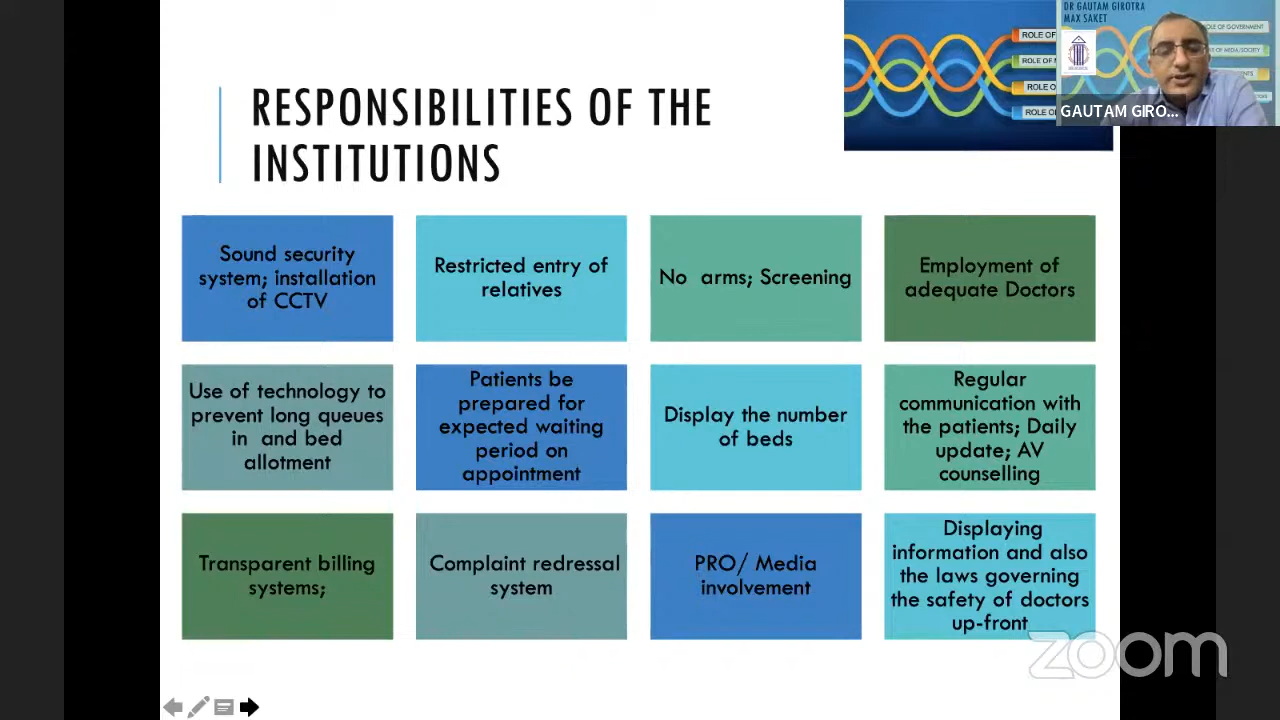 RESPONSIBILITIES OF THE
INSTITUTIONS
ROLE OF
ROLE OF
ROLE O
ROLE O
DR GAUTAM GIROTRA
MAX SAKET
ROLE OF GOVERNMENT
OF MEDIA/SOCIETY
GAUTAM GIRO...
Sound security
system; installation
of CCTV
Restricted entry of
relatives
No arms; Screening
Employment of
adequate Doctors
Use of technology to
prevent long queues
in and bed
allotment
Patients be
prepared for
expected waiting
period on
appointment
Display the number
of beds
Regular
communication with
the patients; Daily
update; AV
counselling
Transparent billing
systems;
Complaint redressal
system
PRO/ Media
involvement
Displaying
information and also
the laws governing
the safety of doctors
up-front
zoom